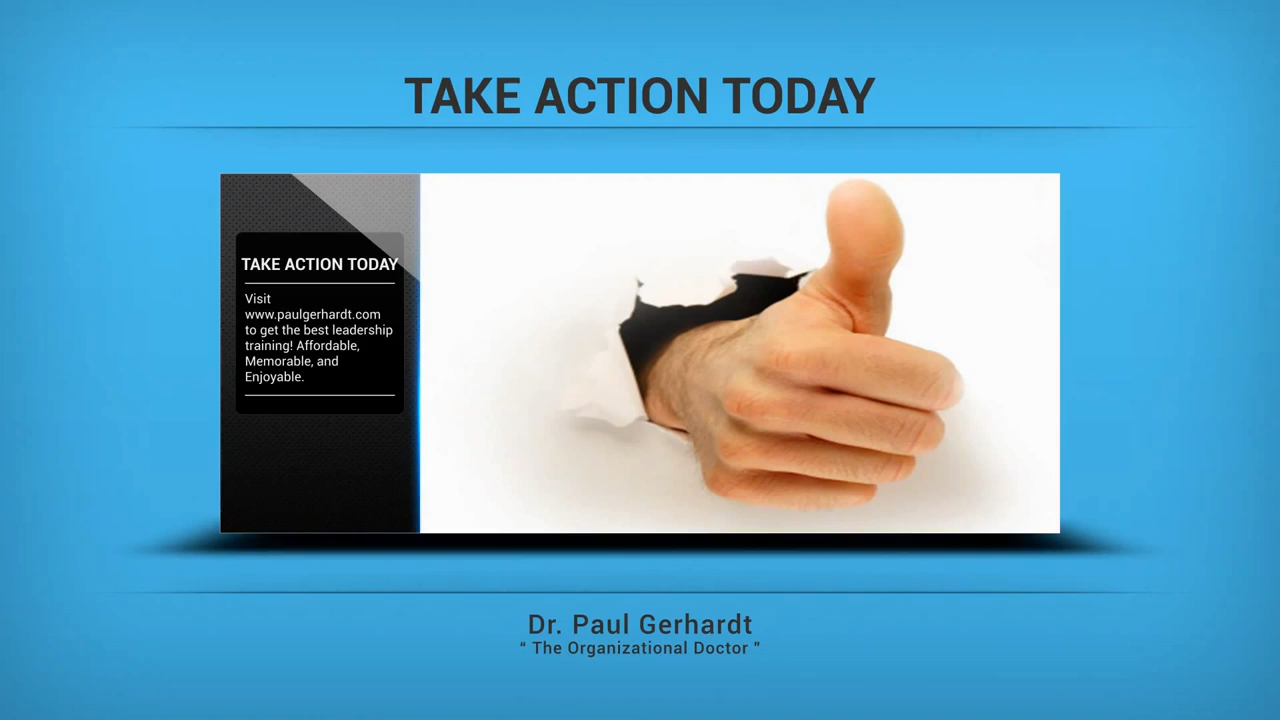 TAKE ACTION TODAY
TAKE ACTION TODAY
Visit
www.paulgerhardt.com
to get the best leadership
training! Affordable,
Memorable, and
Enjoyable.
Dr. Paul Gerhardt
“ The Organizational Doctor ”